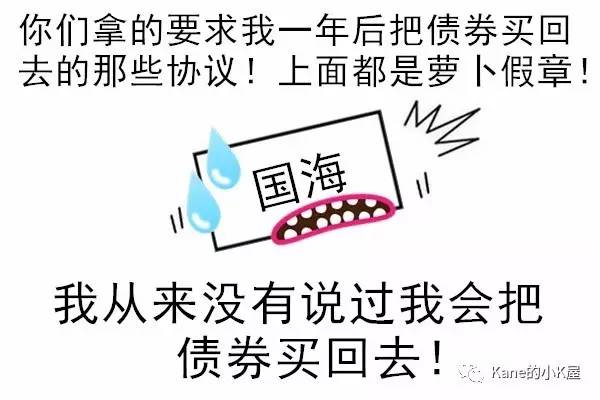 你们拿的要求我一年后把债券买回
去的那些协议！上面都是萝卜假章！
国海
我从来没有说过我会把
债券买回去！
Kane的小K屋